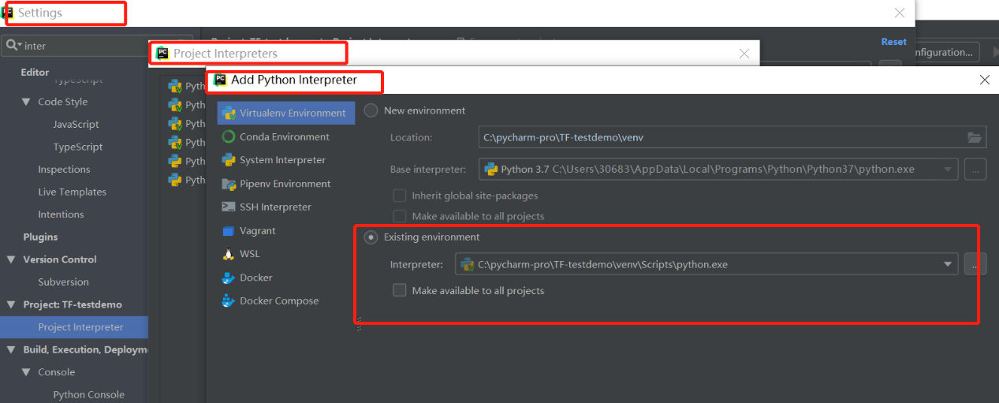 Settings
inter
Reset
nfiguration...
Project Interpreters
Add Python Interpreter
Editor
TypeScript
Code Style
JavaScript
TypeScript
Inspections
Live Templates
Intentions
Plugins
Version Control
Subversion
Project: TF-testdemo
Project Interpreter
Build, Execution, Deploym
Console
Python Console
Pyth
Pyth
Pyth
Pyth
Pyth
Pyth
Virtualenv Environment
Conda Environment
System Interpreter
Pipenv Environment
SSH Interpreter
Vagrant
WSL
Docker
Docker Compose
New environment
Location: C:\pycharm-pro\TF-testdemo\venv
Base interpreter: Python 3.7 C:\Users\30683\AppData\Local\Programs\Python\Python37\python.exe ...
Inherit global site-packages
Make available to all projects
Existing environment
Interpreter: C:\pycharm-pro\TF-testdemo\venv\Scripts\python.exe ...
Make available to all projects